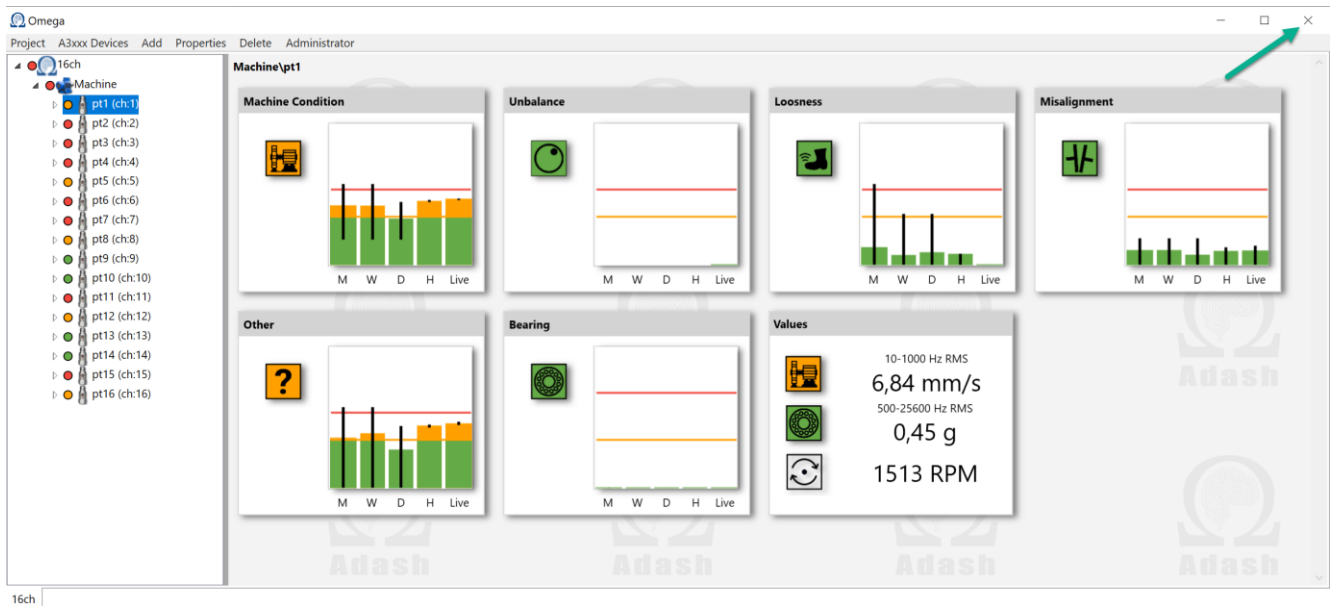 Omega
Project A3xxx Devices Add Properties Delete Administrator
16ch
Machine
pt1 (ch:1)
pt2 (ch:2)
pt3 (ch:3)
pt4 (ch:4)
pt5 (ch:5)
pt6 (ch:6)
pt7 (ch:7)
pt8 (ch:8)
pt9 (ch:9)
pt10 (ch:10)
pt11 (ch:11)
pt12 (ch:12)
pt13 (ch:13)
pt14 (ch:14)
pt15 (ch:15)
pt16 (ch:16)
Machine\pt1
Machine Condition
M W D H Live
Unbalance
M W D H Live
Loosness
M W D H Live
Misalignment
M W D H Live
Other
?
M W D H Live
Bearing
M W D H Live
Values
10-1000 Hz RMS
6,84 mm/s
500-25600 Hz RMS
0,45 g
1513 RPM
Adash
Adash
Adash
Adash
Adash
16ch